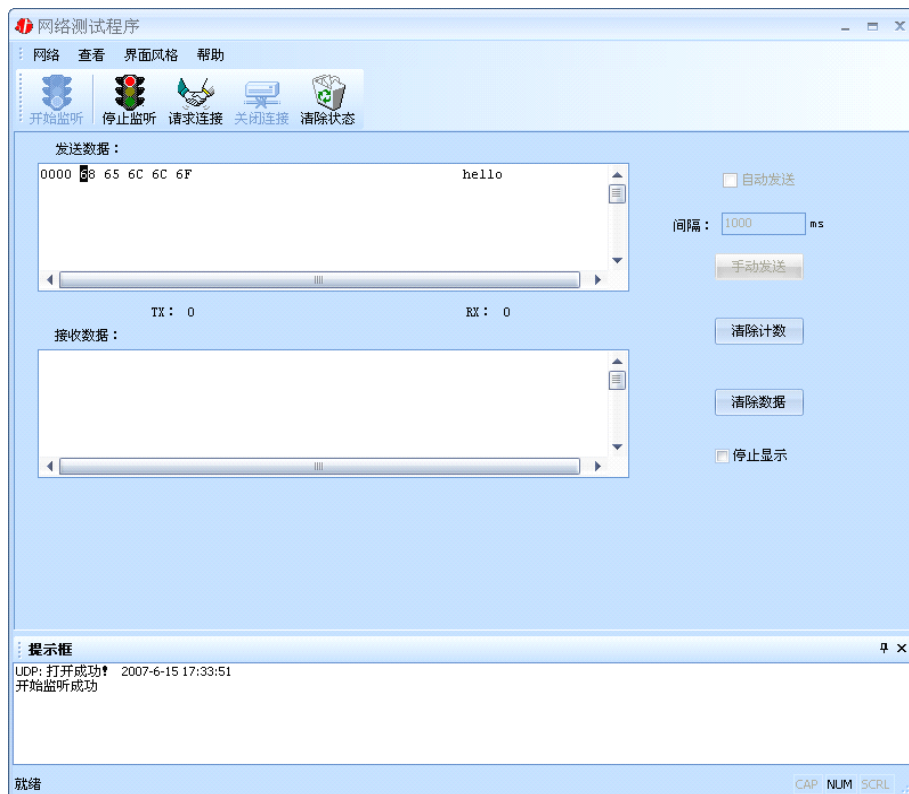 网络测试程序
网络 查看 界面风格 帮助
开始监听 停止监听 请求连接 关闭连接 清除状态
发送数据：
0000 68 65 6C 6C 6F hello
自动发送
间隔： 1000 ms
手动发送
TX： 0 RX： 0
接收数据：
清除计数
清除数据
停止显示
提示框
UDP: 打开成功! 2007-6-15 17:33:51
开始监听成功
就绪 CAP NUM SCRL